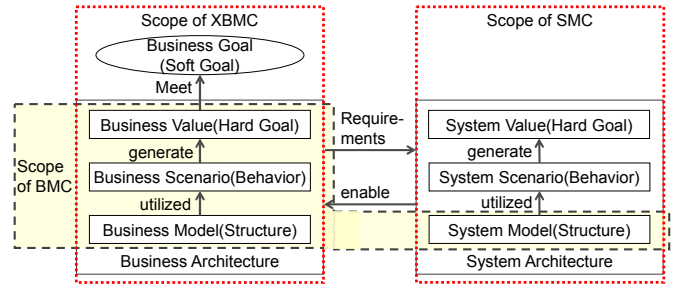 Scope of XBMC
Scope of SMC
Business Goal
(Soft Goal)
Meet
Business Value(Hard Goal)
generate
Business Scenario(Behavior)
utilized
Business Model(Structure)
Business Architecture
Scope
of BMC
Require-
ments
enable
System Value(Hard Goal)
generate
System Scenario(Behavior)
utilized
System Model(Structure)
System Architecture